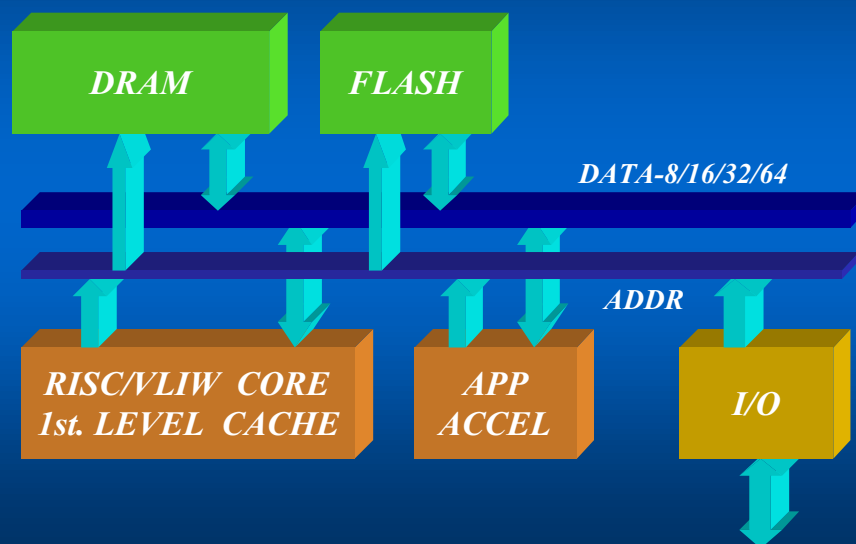 DRAM
FLASH
DATA-8/16/32/64
ADDR
RISC/VLIW CORE
1st. LEVEL CACHE
APP
ACCEL
I/O